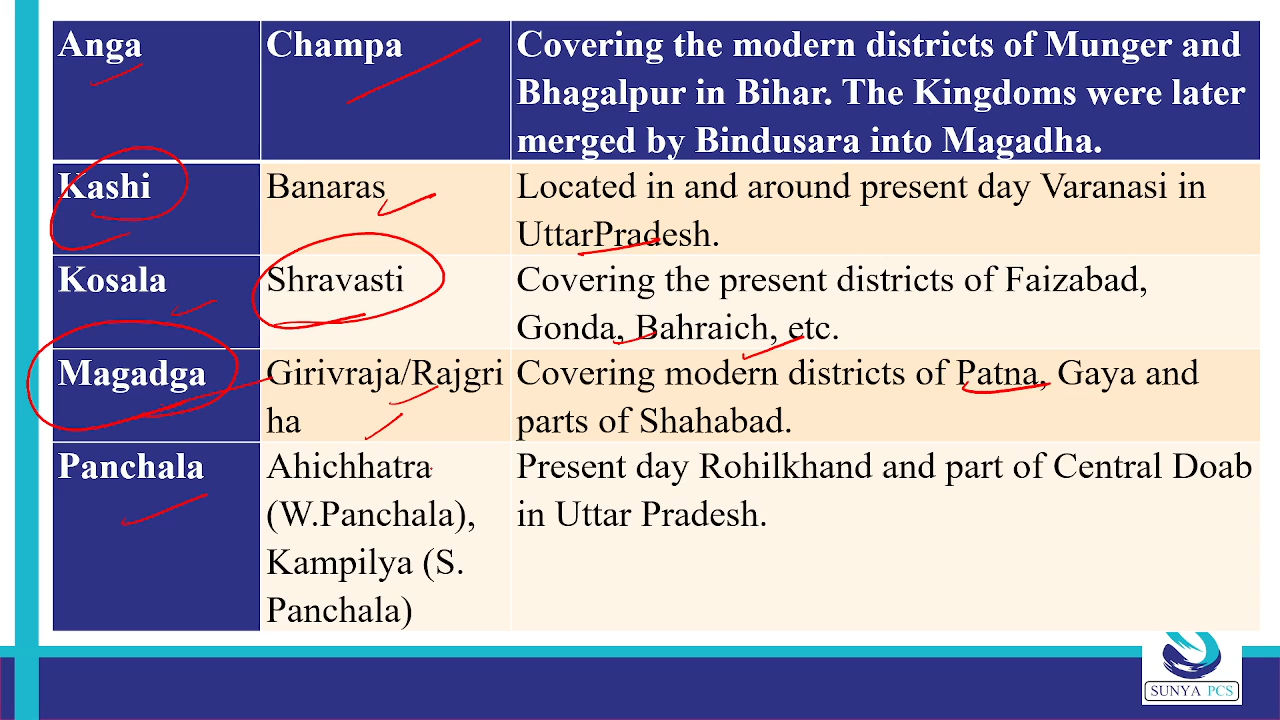 Anga
Champa
Covering the modern districts of Munger and
Bhagalpur in Bihar. The Kingdoms were later
merged by Bindusara into Magadha.
Kashi
Banaras
Located in and around present day Varanasi in
UttarPradesh.
Kosala
Shravasti
Covering the present districts of Faizabad,
Gonda, Bahraich, etc.
Magadga
Girivraja/Rajgri
ha
Covering modern districts of Patna, Gaya and
parts of Shahabad.
Panchala
Ahichhatra
(W.Panchala),
Kampilya (S.
Panchala)
Present day Rohilkhand and part of Central Doab
in Uttar Pradesh.
SUNYA PCS